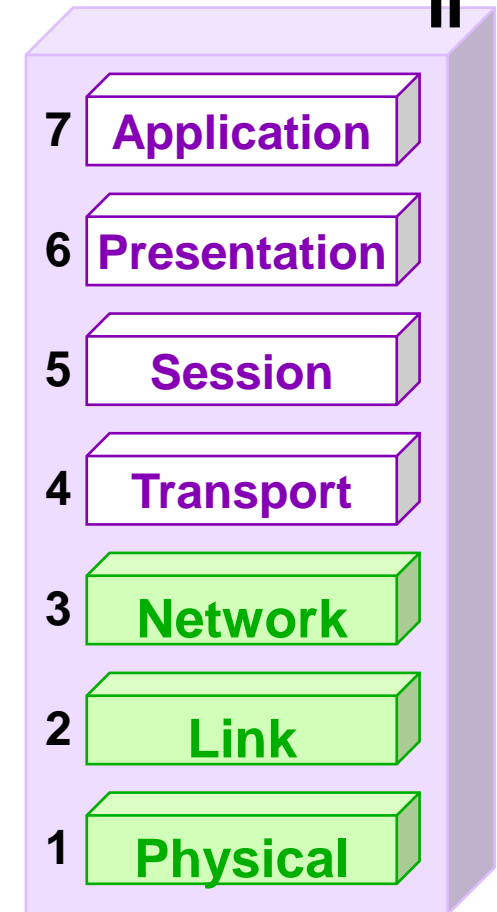 7 Application
6 Presentation
5 Session
4 Transport
3 Network
2 Link
1 Physical